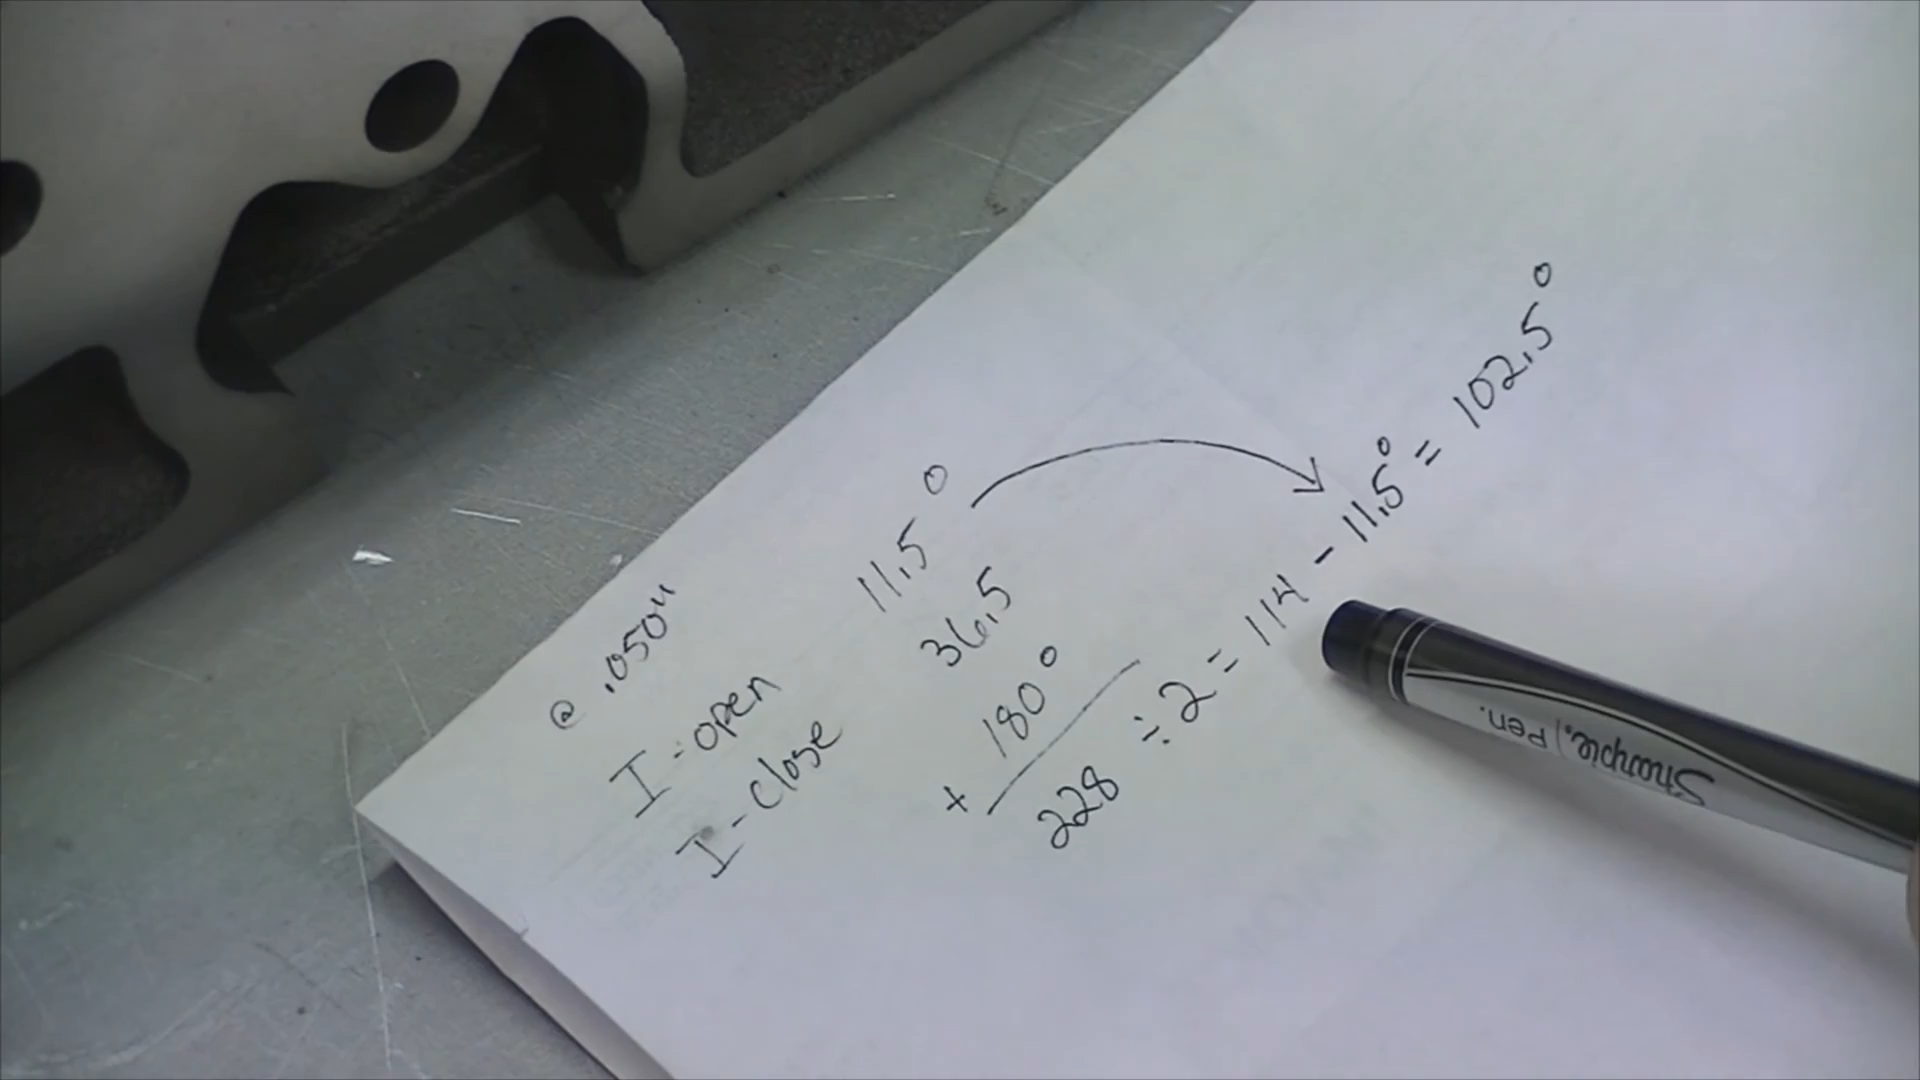 @ .050"
I-open 11.5°
I-close 36.5
+ 180°
228 ÷ 2 = 114 - 11.5° = 102.5°
Sharpie. Pen.